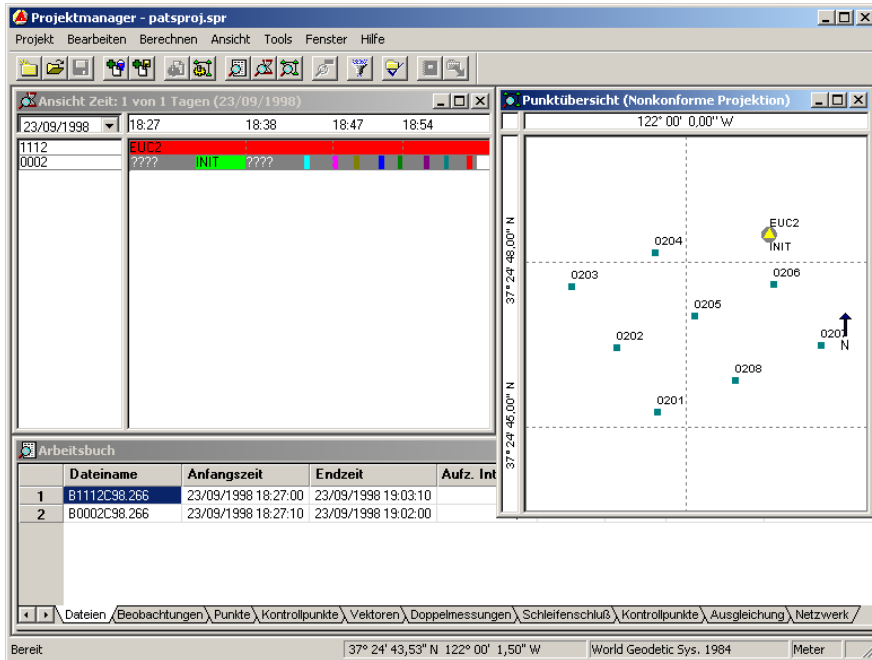 Projektmanager - patsproj.spr
Projekt Bearbeiten Berechnen Ansicht Tools Fenster Hilfe
Ansicht Zeit: 1 von 1 Tagen (23/09/1998)
23/09/1998 18:27 18:38 18:47 18:54
1112 EUC2
0002 ???? INIT ????
Punktübersicht (Nonkonforme Projektion)
122° 00' 0,00" W
37° 24' 48,00" N
37° 24' 45,00" N
EUC2
INIT
0204
0203
0206
0205
0202
0207
N
0208
0201
Arbeitsbuch
Dateiname Anfangszeit Endzeit Aufz. Int
1 B1112C98.266 23/09/1998 18:27:00 23/09/1998 19:03:10
2 B0002C98.266 23/09/1998 18:27:10 23/09/1998 19:02:00
Dateien Beobachtungen Punkte Kontrollpunkte Vektoren Doppelmessungen Schleifenschluß Kontrollpunkte Ausgleichung Netzwerk
Bereit 37° 24' 43,53" N 122° 00' 1,50" W World Geodetic Sys. 1984 Meter